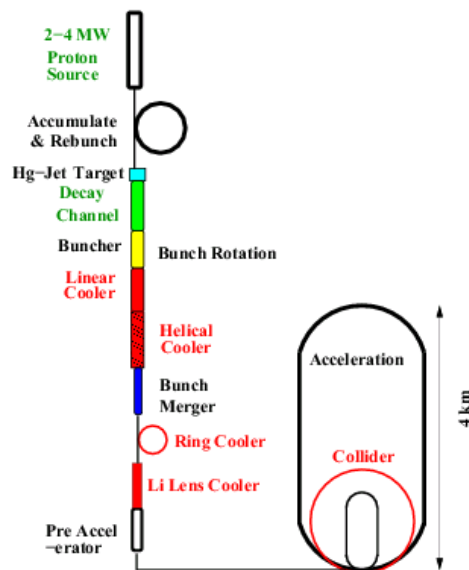 2−4 MW
Proton
Source
Accumulate
& Rebunch
Hg−Jet Target
Decay
Channel
Buncher
Bunch Rotation
Linear
Cooler
Helical
Cooler
Acceleration
Bunch
Merger
4 km
Ring Cooler
Collider
Li Lens Cooler
Pre Accel
−erator